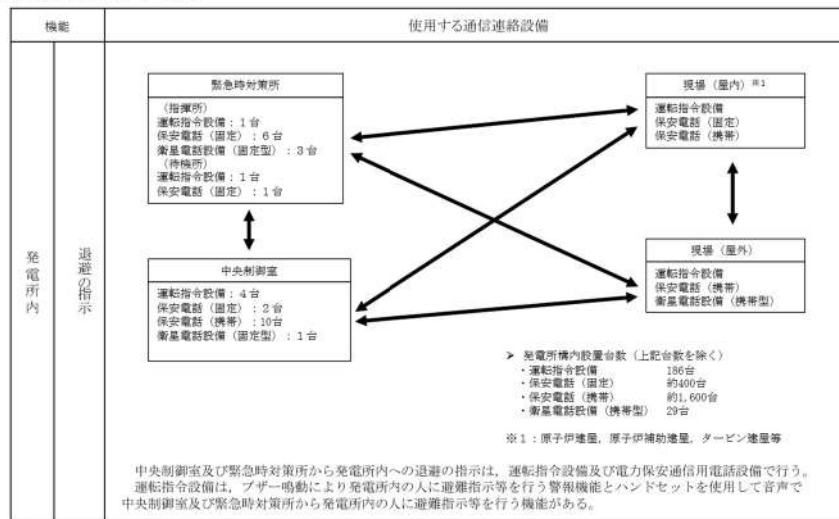 機能
使用する通信連絡設備
発電所内
退避の指示
緊急時対策所
(指揮所)
運転指令設備:1台
保安電話(固定):6台
衛星電話設備(固定型):3台
(待機所)
運転指令設備:1台
保安電話(固定):1台
現場(屋内)※1
運転指令設備
保安電話(固定)
保安電話(携帯)
中央制御室
運転指令設備:4台
保安電話(固定):2台
保安電話(携帯):10台
衛星電話設備(固定型):1台
現場(屋外)
運転指令設備
保安電話(携帯)
衛星電話設備(携帯型)
➢ 発電所構内設置台数(上記台数を除く)
・運転指令設備 186台
・保安電話(固定) 約400台
・保安電話(携帯) 約1,600台
・衛星電話設備(携帯型) 29台
※1:原子炉建屋,原子炉補助建屋,タービン建屋等
中央制御室及び緊急時対策所から発電所内への退避の指示は,運転指令設備及び電力保安通信用電話設備で行う。
運転指令設備は,ブザー鳴動により発電所内の人に避難指示等を行う警報機能とハンドセットを使用して音声で
中央制御室及び緊急時対策所から発電所内の人に避難指示等を行う機能がある。